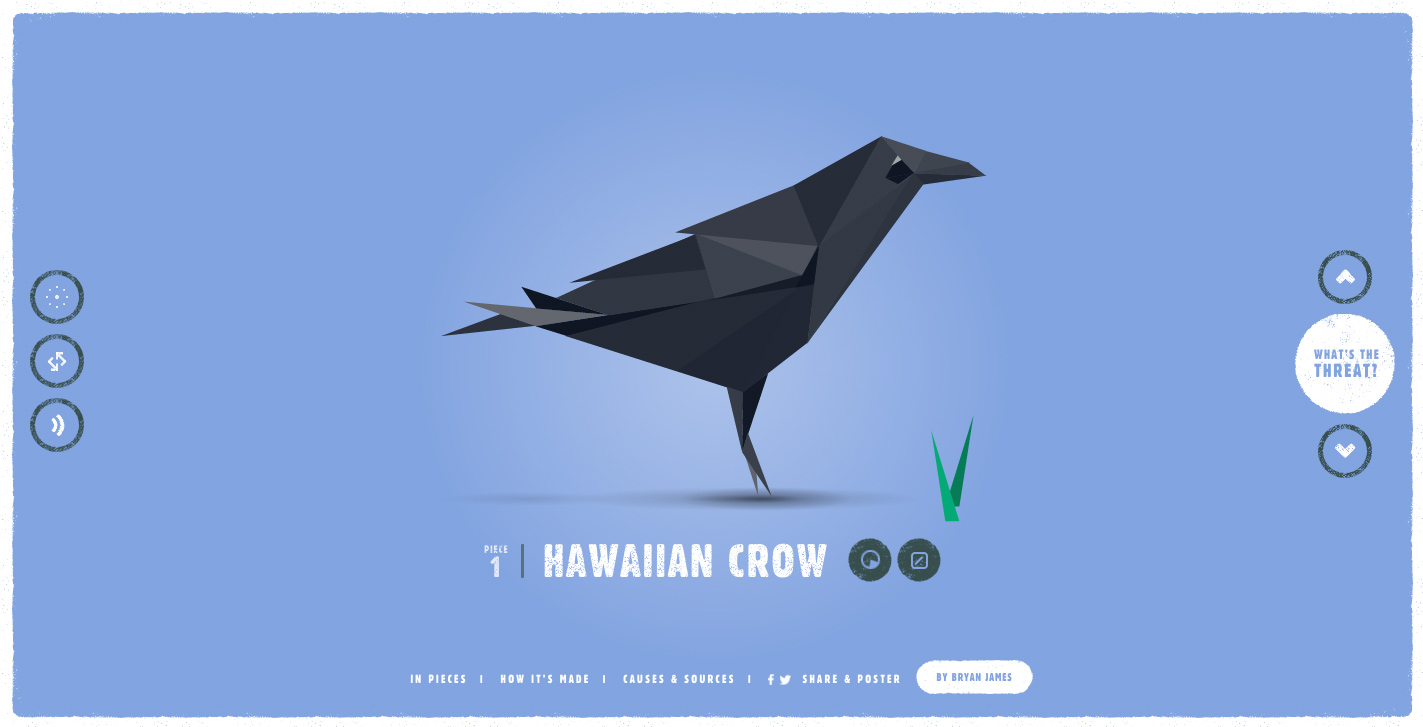 WHAT'S THE
THREAT?
PIECE
1
HAWAIIAN CROW
IN PIECES I HOW IT'S MADE I CAUSES & SOURCES I SHARE & POSTER
BY BRYAN JAMES